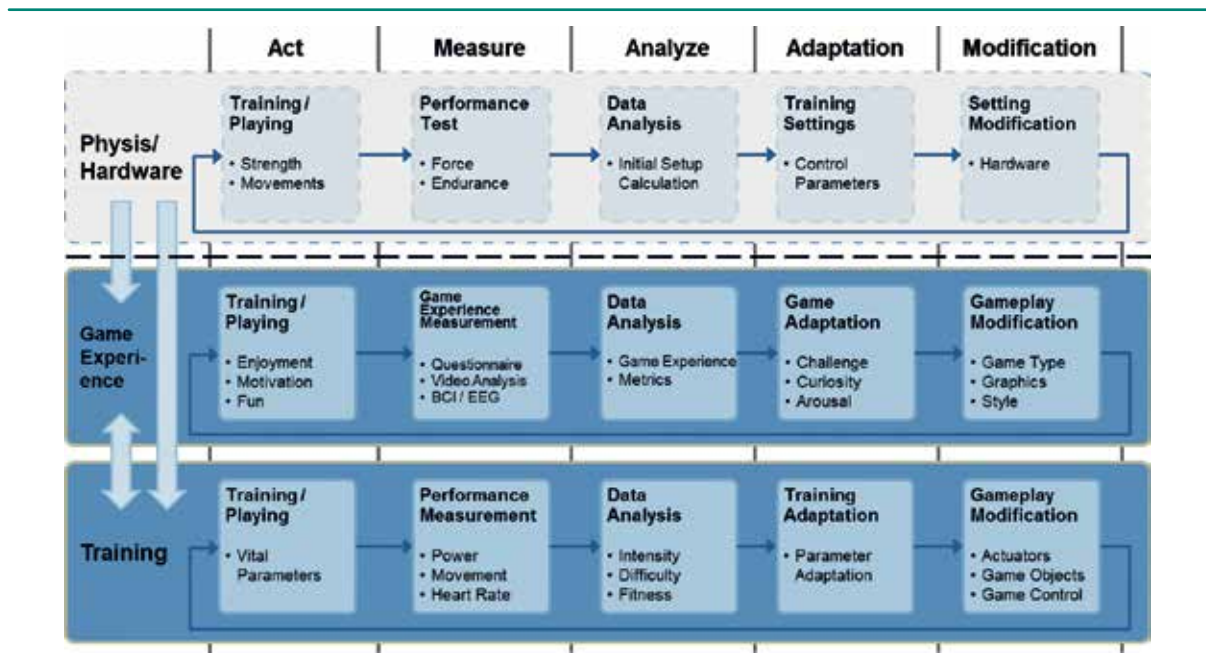 Act
Measure
Analyze
Adaptation
Modification
Physis/
Hardware
Training/
Playing
• Strength
• Movements
Performance
Test
• Force
• Endurance
Data
Analysis
• Initial Setup
Calculation
Training
Settings
• Control
Parameters
Setting
Modification
• Hardware
Game
Experi-
ence
Training/
Playing
• Enjoyment
• Motivation
• Fun
Game
Experience
Measurement
• Questionnaire
• Video Analysis
• BCI / EEG
Data
Analysis
• Game Experience
• Metrics
Game
Adaptation
• Challenge
• Curiosity
• Arousal
Gameplay
Modification
• Game Type
• Graphics
• Style
Training
Training/
Playing
• Vital
Parameters
Performance
Measurement
• Power
• Movement
• Heart Rate
Data
Analysis
• Intensity
• Difficulty
• Fitness
Training
Adaptation
• Parameter
Adaptation
Gameplay
Modification
• Actuators
• Game Objects
• Game Control